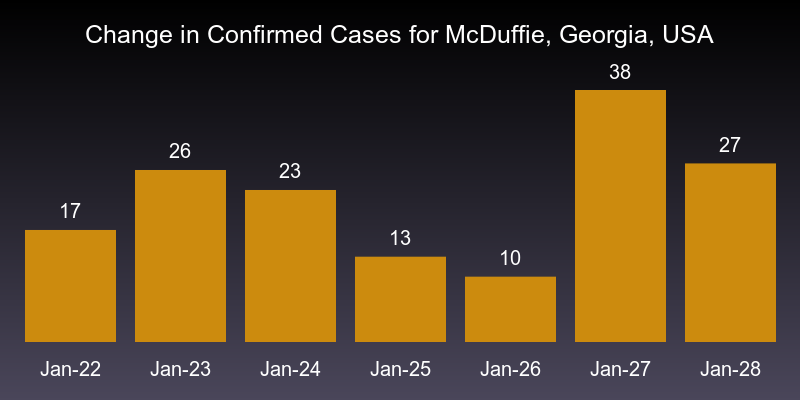 Change in Confirmed Cases for McDuffie, Georgia, USA
17
26
23
13
10
38
27
Jan-22
Jan-23
Jan-24
Jan-25
Jan-26
Jan-27
Jan-28